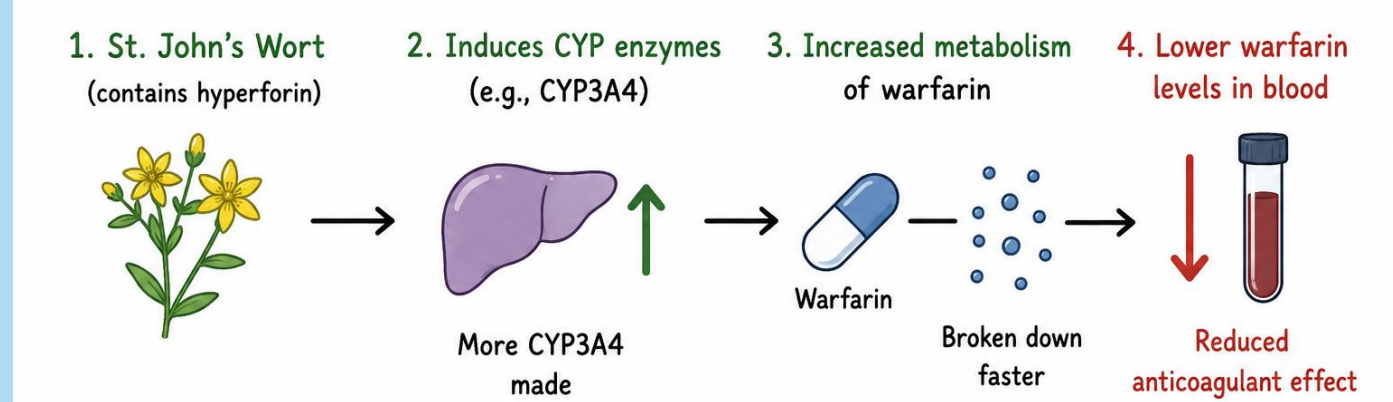 1. St. John's Wort
(contains hyperforin)
2. Induces CYP enzymes
(e.g., CYP3A4)
More CYP3A4
made
3. Increased metabolism
of warfarin
Warfarin
Broken down
faster
4. Lower warfarin
levels in blood
Reduced
anticoagulant effect